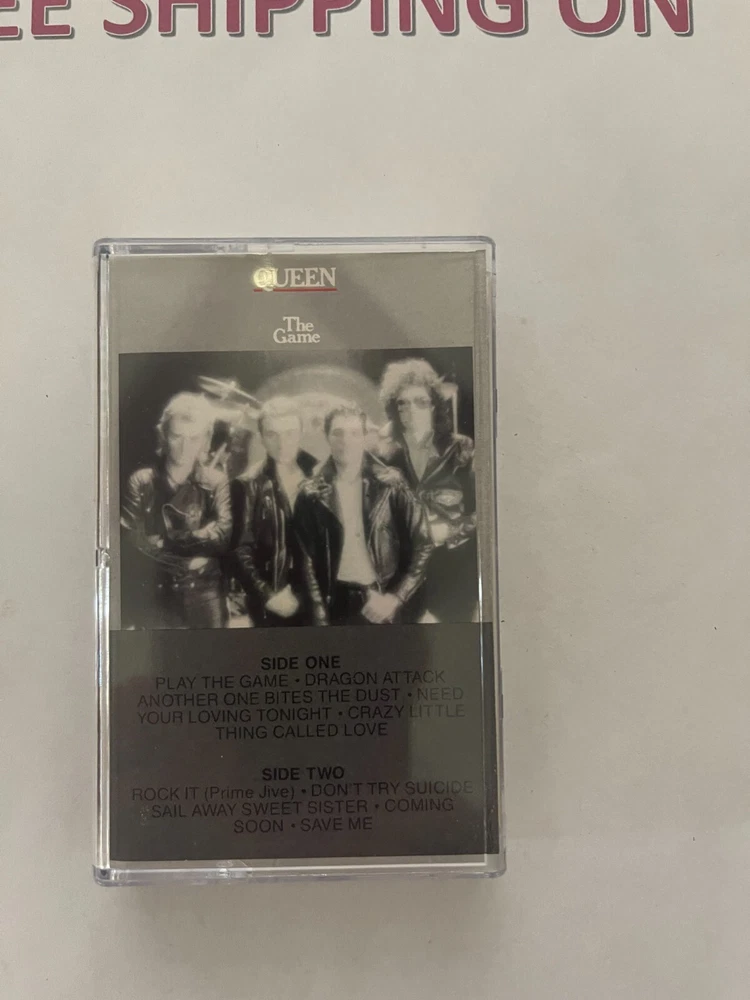 EE SHIPPING ON
QUEEN
The
Game
SIDE ONE
PLAY THE GAME • DRAGON ATTACK
ANOTHER ONE BITES THE DUST • NEED
YOUR LOVING TONIGHT • CRAZY LITTLE
THING CALLED LOVE
SIDE TWO
ROCK IT (Prime Jive) • DON'T TRY SUICIDE
SAIL AWAY SWEET SISTER • COMING
SOON • SAVE ME